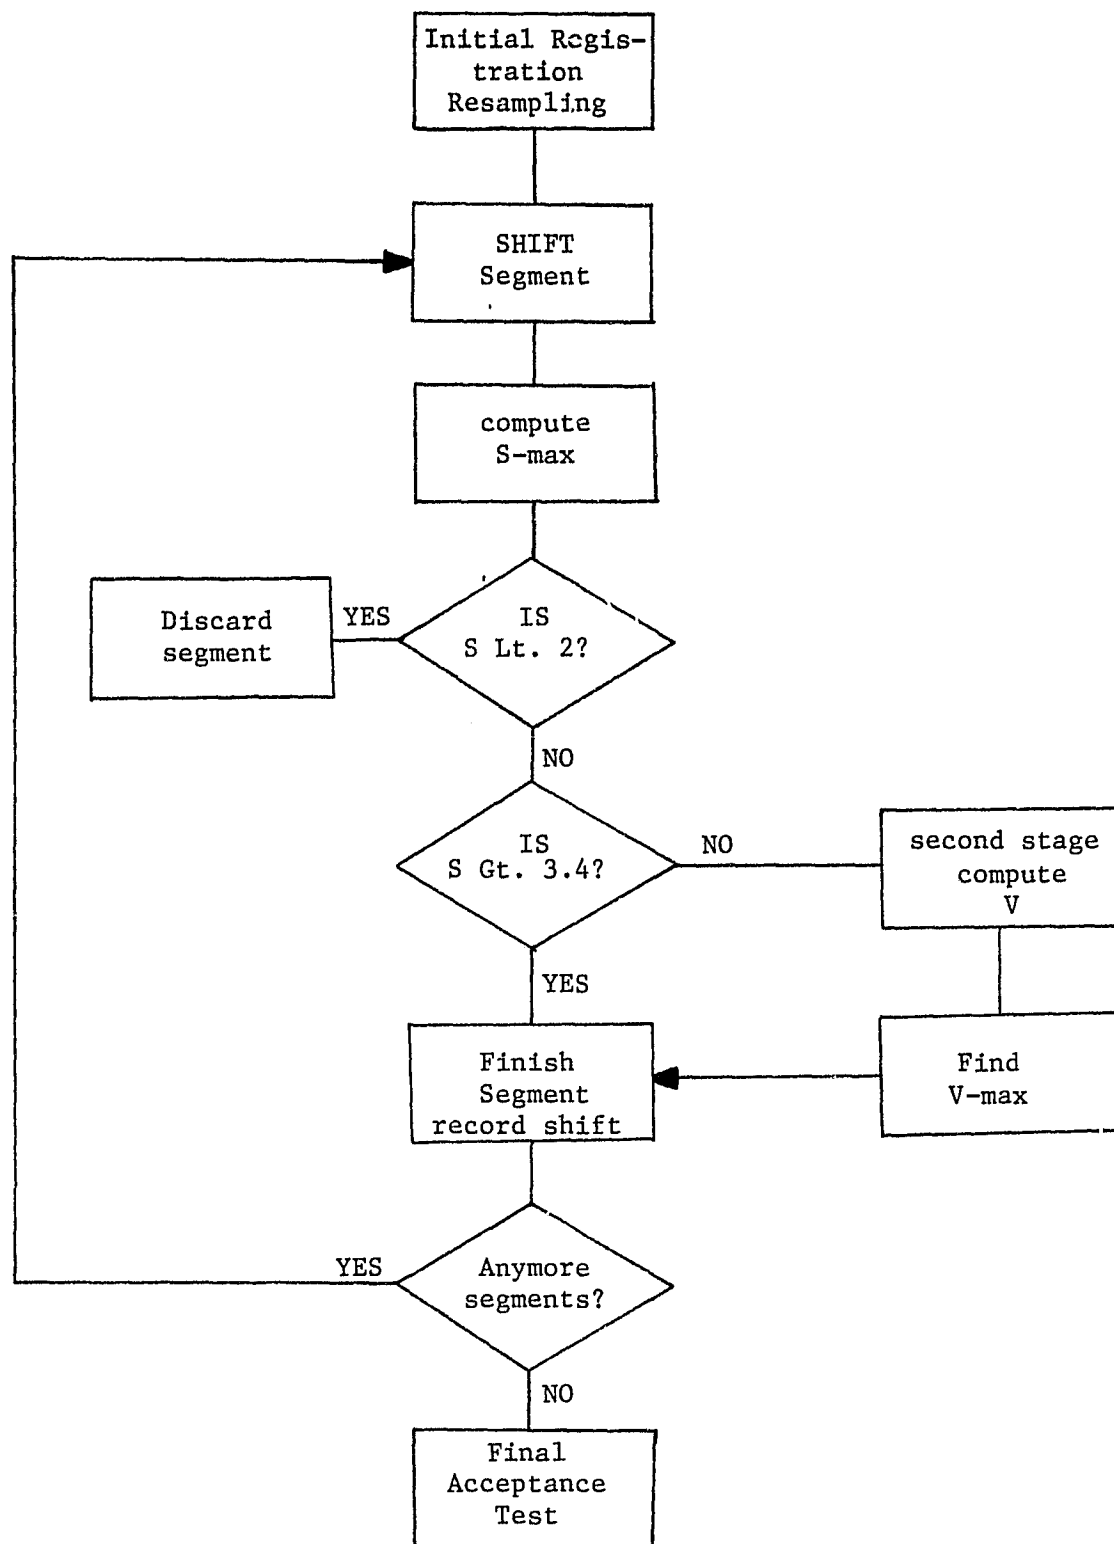 Initial Regis-
tration
Resampling
SHIFT
Segment
compute
S-max
IS
S Lt. 2?
YES
Discard
segment
NO
IS
S Gt. 3.4?
NO
second stage
compute
V
YES
Finish
Segment
record shift
Find
V-max
Anymore
segments?
YES
NO
Final
Acceptance
Test